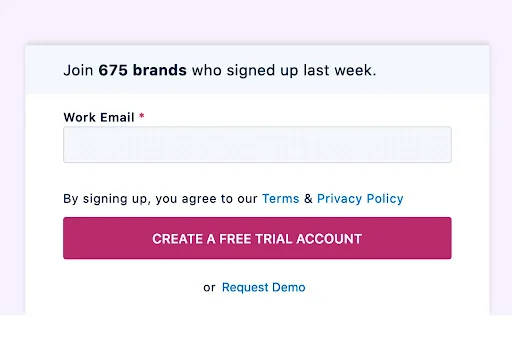 Join 675 brands who signed up last week.
Work Email *
By signing up, you agree to our Terms & Privacy Policy
CREATE A FREE TRIAL ACCOUNT
or Request Demo